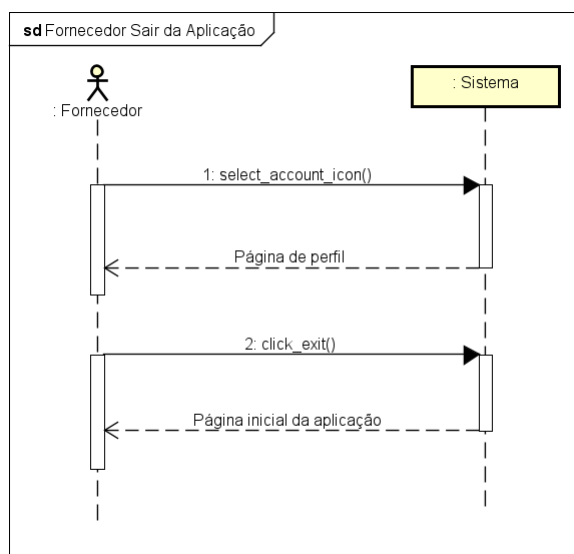 sd Fornecedor Sair da Aplicação
: Fornecedor
: Sistema
1: select_account_icon()
Página de perfil
2: click_exit()
Página inicial da aplicação